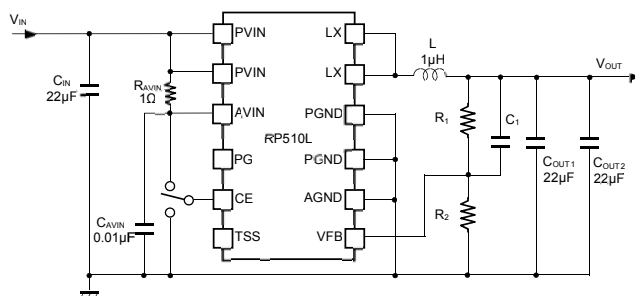 VIN
CIN
22μF
RAVIN
1Ω
CAVIN
0.01μF
PVIN
PVIN
AVIN
PG
CE
TSS
RP510L
LX
LX
PGND
PGND
AGND
VFB
L
1μH
VOUT
R1
C1
R2
COUT1
22μF
COUT2
22μF